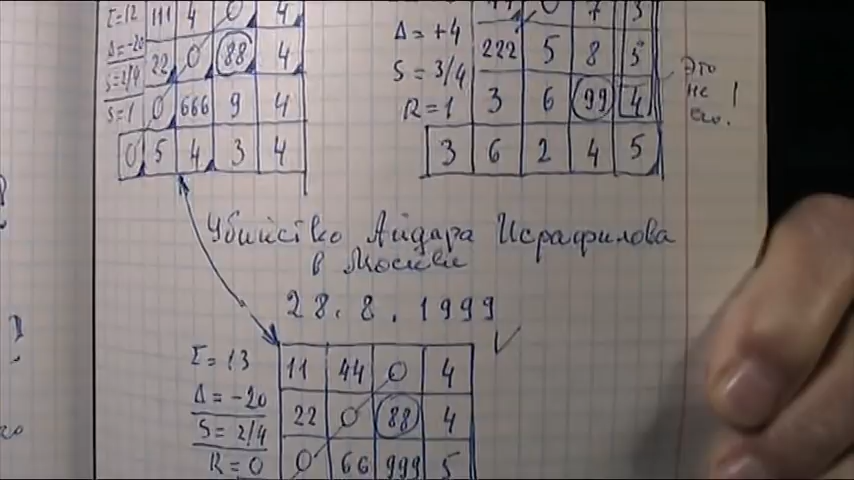 Σ=12 111 4 0 4
Δ=-20 22 0 88 4
S=2/4
S=1 0 666 9 4
0 5 4 3 4
7 3
Δ = +4 222 5 8 5
S = 3/4
R = 1 3 6 99 4
3 6 2 4 5
Это
не
!
Убийство Айдара Исрафилова
в Москве
28. 8. 1999
Σ = 13 11 44 0 4
Δ = -20 22 0 88 4
S = 2/4
R = 0 0 66 999 5